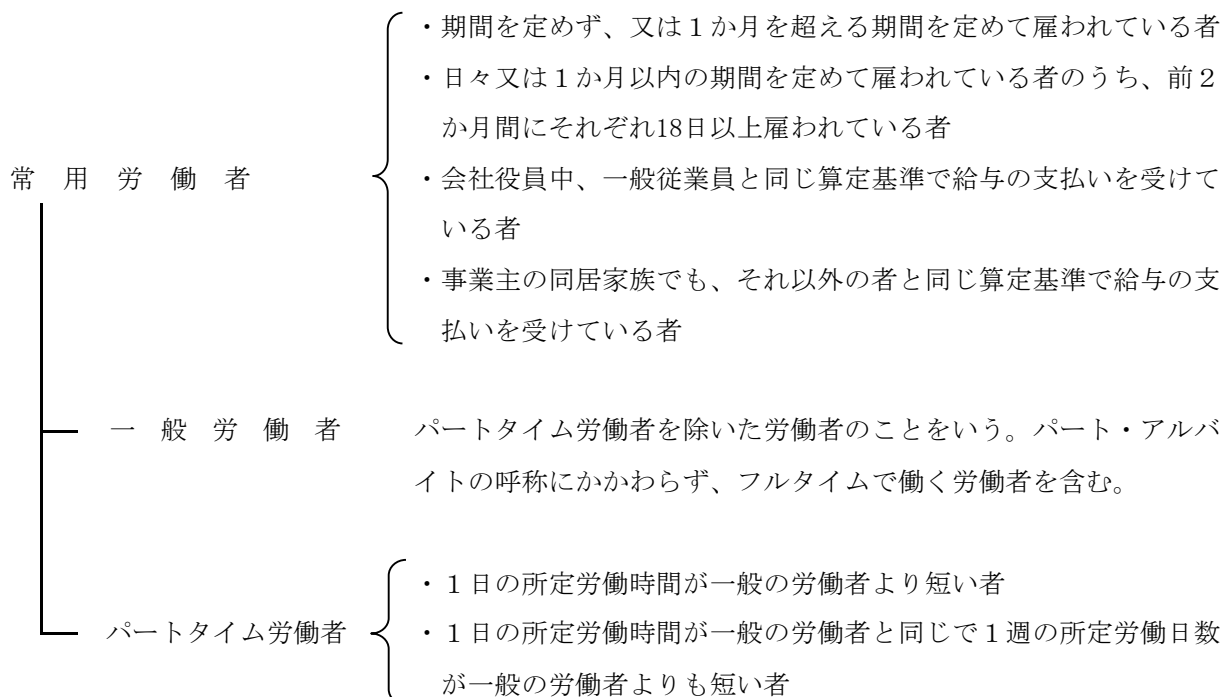 ・期間を定めず、又は１か月を超える期間を定めて雇われている者
・日々又は１か月以内の期間を定めて雇われている者のうち、前２
か月間にそれぞれ18日以上雇われている者
常用労働者
・会社役員中、一般従業員と同じ算定基準で給与の支払いを受けて
いる者
・事業主の同居家族でも、それ以外の者と同じ算定基準で給与の支
払いを受けている者
一般労働者 パートタイム労働者を除いた労働者のことをいう。パート・アルバ
イトの呼称にかかわらず、フルタイムで働く労働者を含む。
・１日の所定労働時間が一般の労働者より短い者
パートタイム労働者 ・１日の所定労働時間が一般の労働者と同じで１週の所定労働日数
が一般の労働者よりも短い者